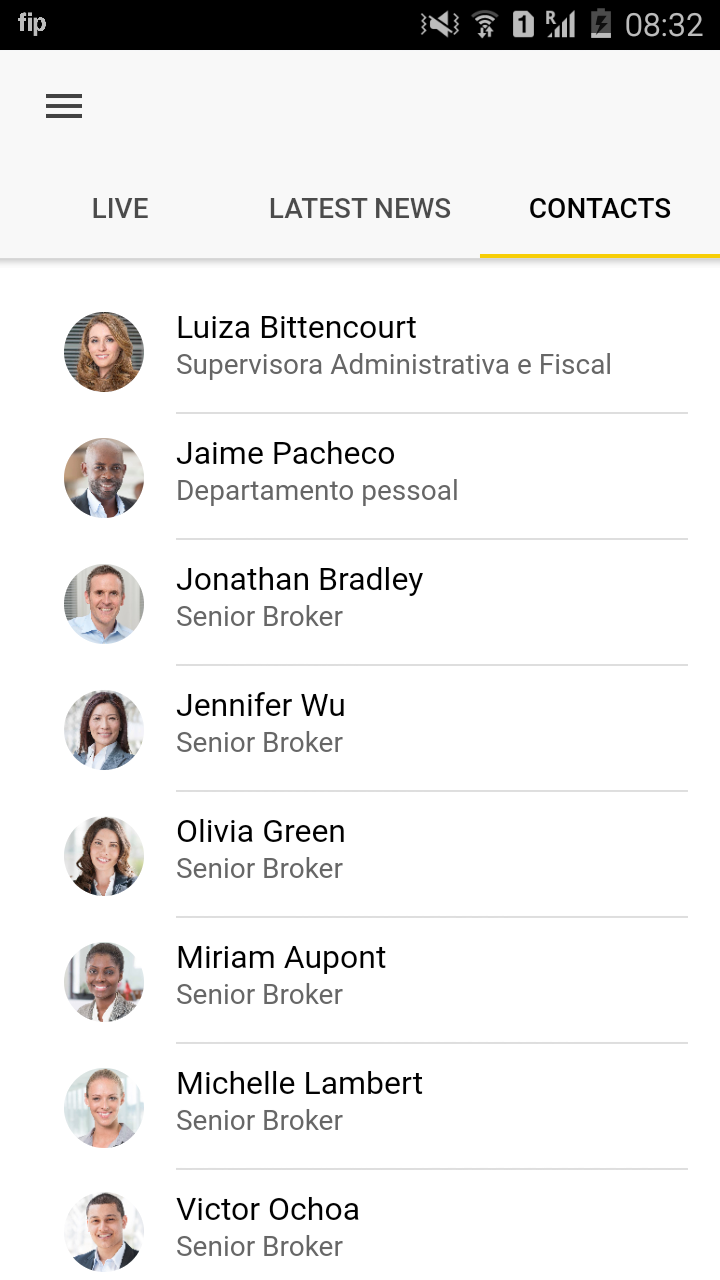 fip
1 R 08:32
LIVE LATEST NEWS CONTACTS
Luiza Bittencourt
Supervisora Administrativa e Fiscal
Jaime Pacheco
Departamento pessoal
Jonathan Bradley
Senior Broker
Jennifer Wu
Senior Broker
Olivia Green
Senior Broker
Miriam Aupont
Senior Broker
Michelle Lambert
Senior Broker
Victor Ochoa
Senior Broker